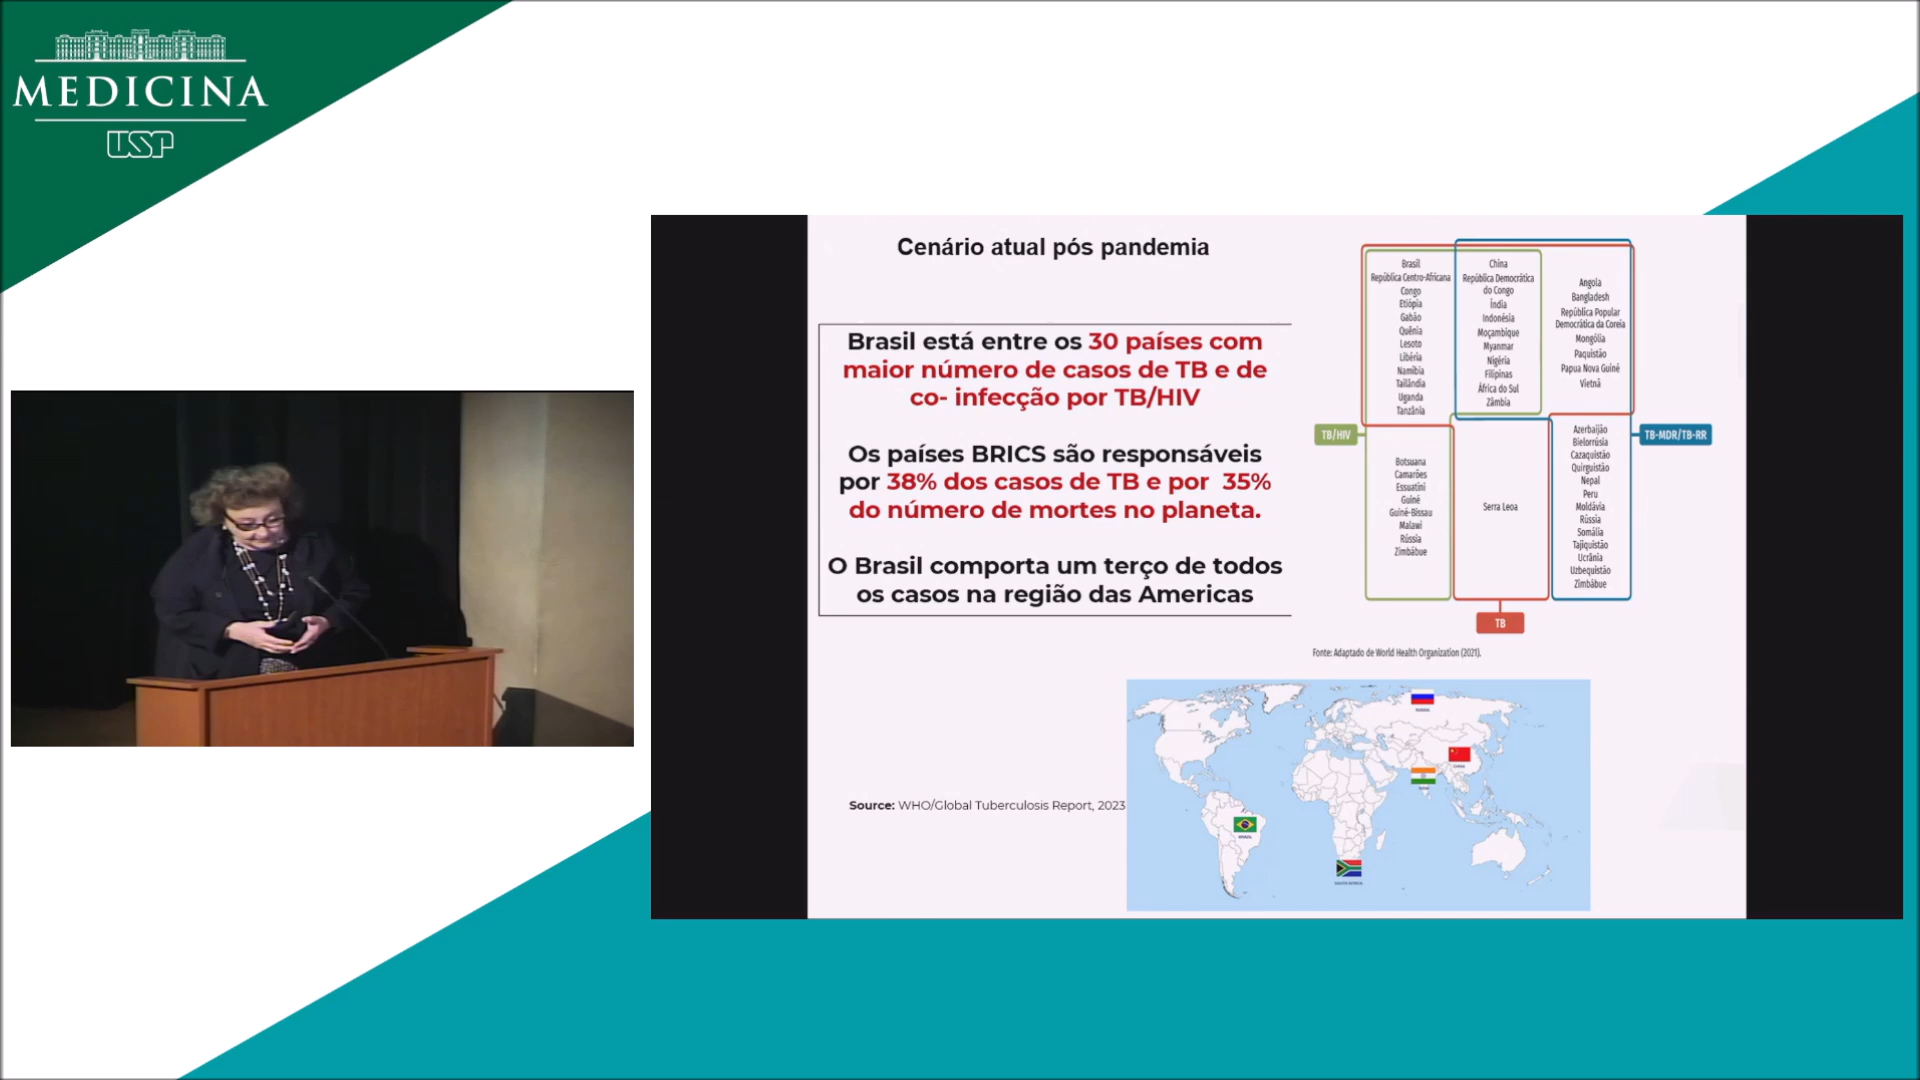 MEDICINA
USP
Cenário atual pós pandemia
Brasil está entre os 30 países com
maior número de casos de TB e de
co- infecção por TB/HIV
Os países BRICS são responsáveis
por 38% dos casos de TB e por 35%
do número de mortes no planeta.
O Brasil comporta um terço de todos
os casos na região das Americas
Source: WHO/Global Tuberculosis Report, 2023
Brasil
República Centro-Africana
Congo
Etiópia
Gabão
Quênia
Lesoto
Libéria
Namíbia
Tailândia
Uganda
Tanzânia
China
República Democrática
do Congo
Índia
Indonésia
Moçambique
Myanmar
Nigéria
Filipinas
África do Sul
Zâmbia
Angola
Bangladesh
República Popular
Democrática da Coreia
Mongólia
Paquistão
Papua Nova Guiné
Vietnã
TB/HIV
TB-MDR/TB-RR
Botsuana
Camarões
Essuatini
Guiné
Guiné-Bissau
Malawi
Rússia
Zimbábue
Serra Leoa
Azerbaijão
Bielorrúsia
Cazaquistão
Quirguistão
Nepal
Peru
Moldávia
Rússia
Somália
Tajiquistão
Ucrânia
Uzbequistão
Zimbábue
TB
Fonte: Adaptado de World Health Organization (2021).
RUSSIA
CHINA
BRAZIL
SOUTH AFRICA